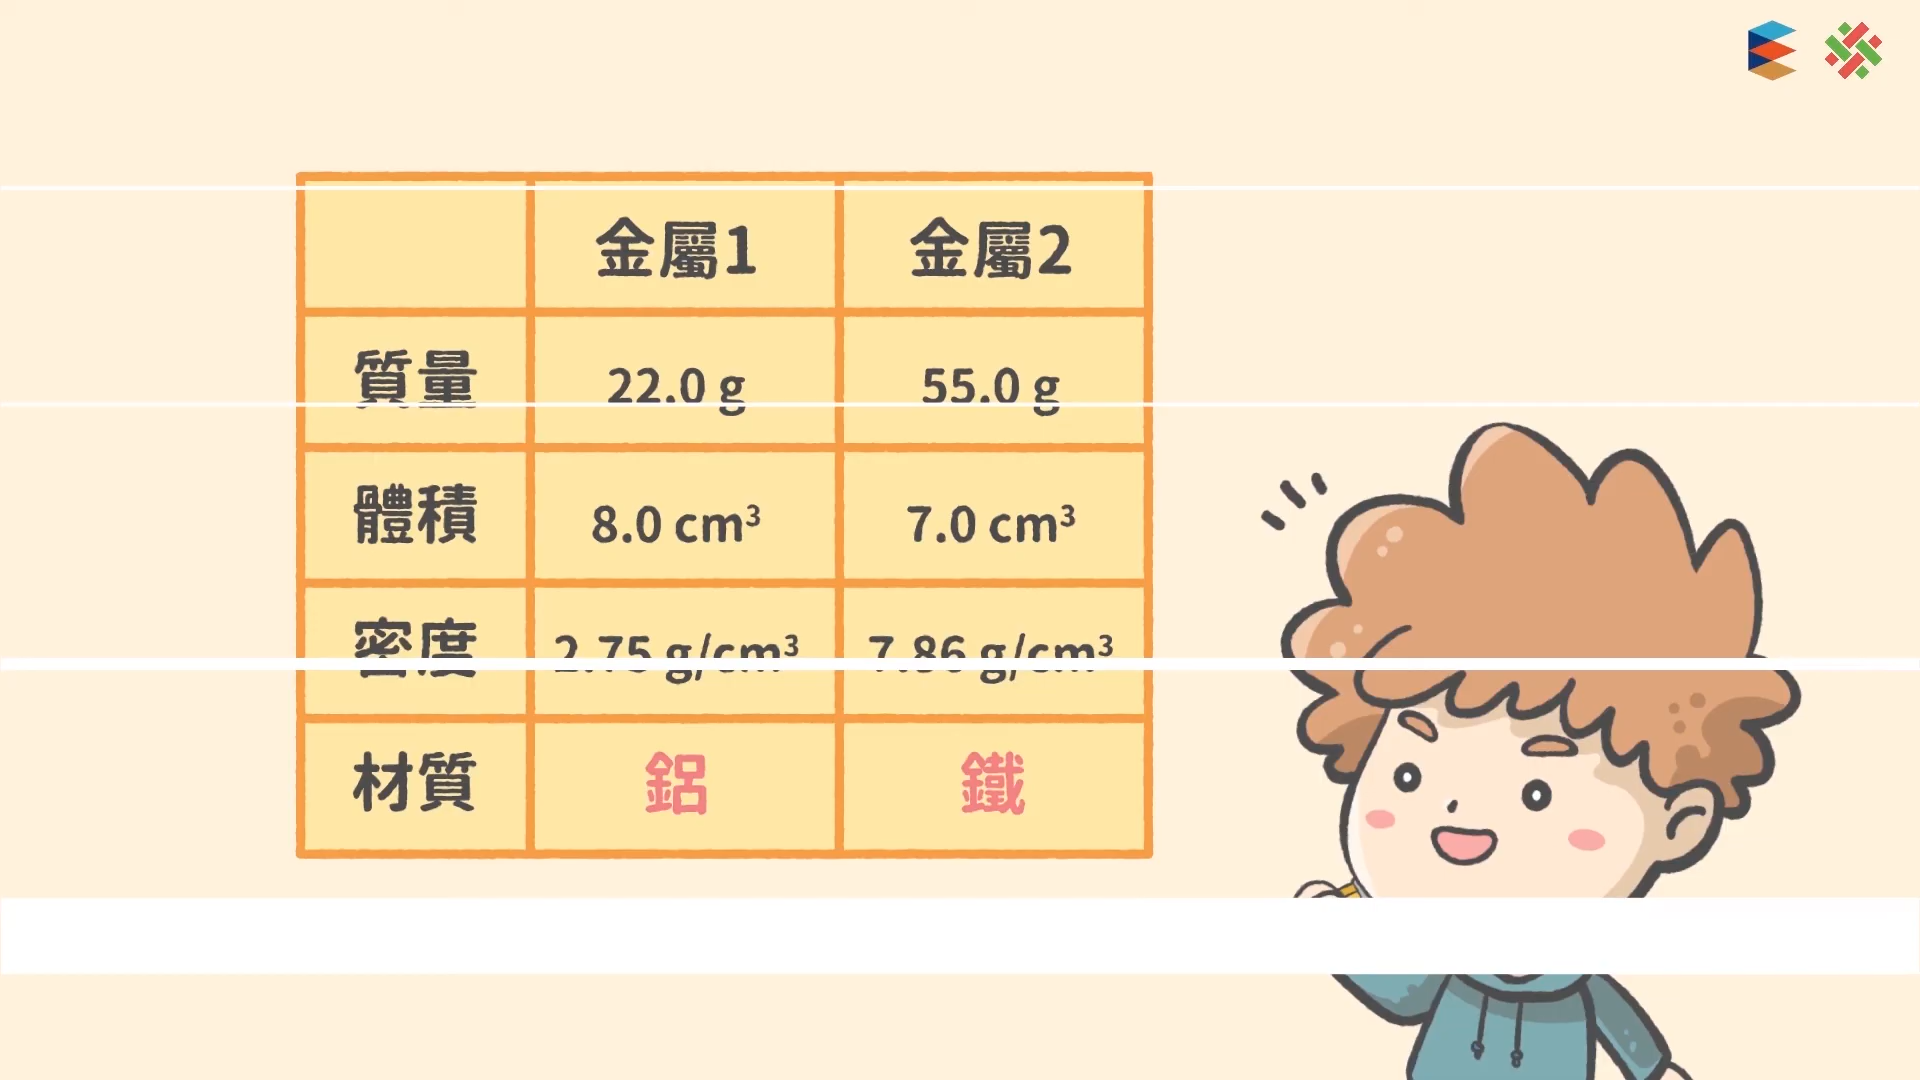 金屬1 金屬2
質量 22.0 g 55.0 g
體積 8.0 cm³ 7.0 cm³
密度 2.75 g/cm³ 7.86 g/cm³
材質 鋁 鐵